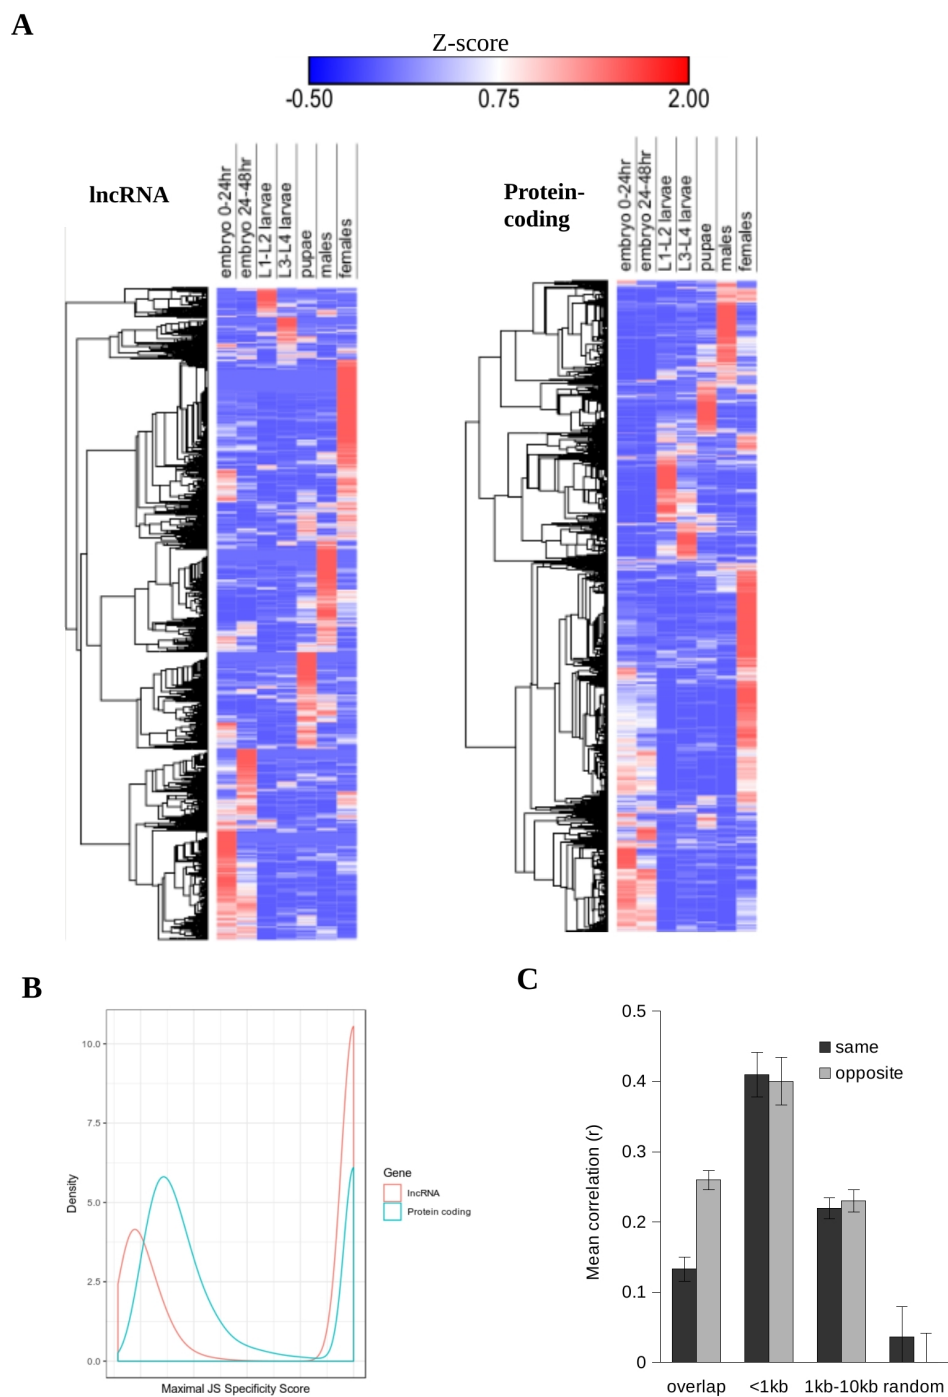 A
Z-score
-0.50 0.75 2.00
lncRNA
embryo 0-24hr
embryo 24-48hr
L1-L2 larvae
L3-L4 larvae
pupae
males
females
Protein-
coding
embryo 0-24hr
embryo 24-48hr
L1-L2 larvae
L3-L4 larvae
pupae
males
females
B
10.0
7.5
5.0
2.5
0.0
Density
Maximal JS Specificity Score
Gene
lncRNA
Protein coding
C
0.5
0.4
0.3
0.2
0.1
0
Mean correlation (r)
same
opposite
overlap <1kb 1kb-10kb random